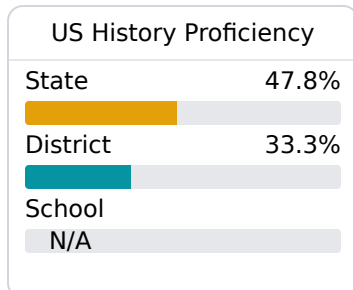 US History Proficiency
State 47.8%
District 33.3%
School
N/A